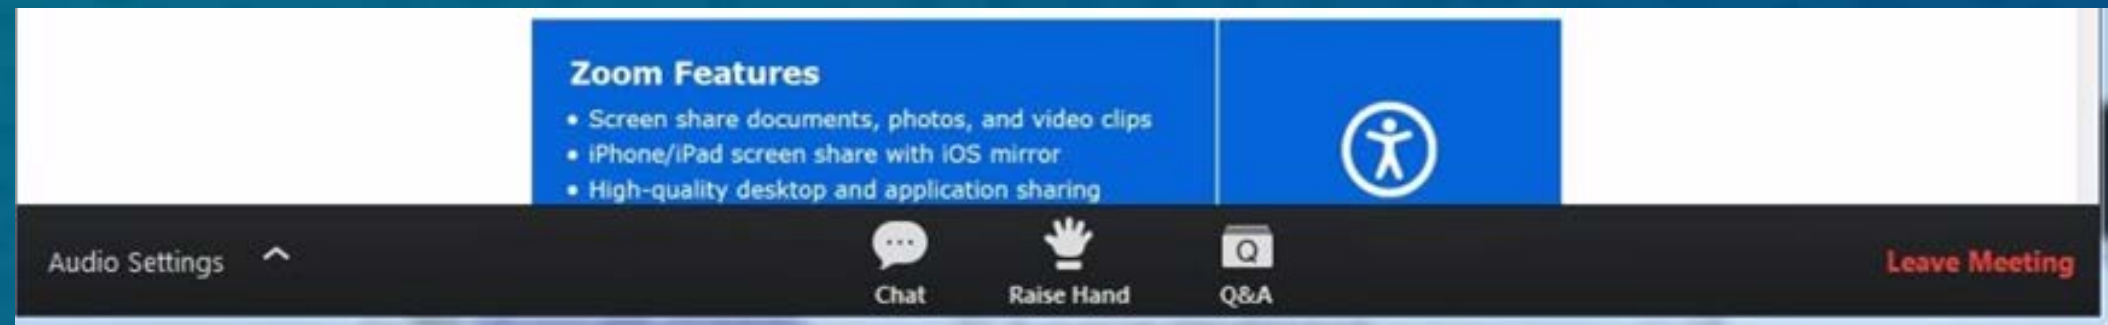 Zoom Features
• Screen share documents, photos, and video clips
• iPhone/iPad screen share with iOS mirror
• High-quality desktop and application sharing
Audio Settings
Chat
Raise Hand
Q
Q&A
Leave Meeting